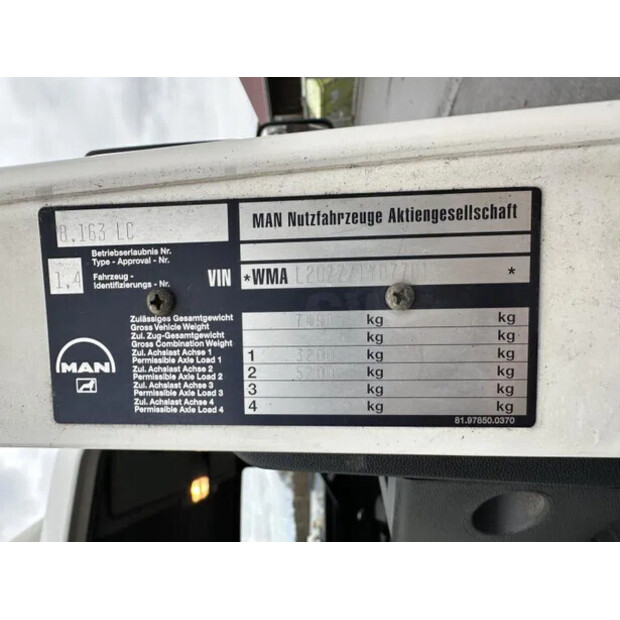 8.163 LC
MAN Nutzfahrzeuge Aktiengesellschaft
Betriebserlaubnis Nr.
Type - Approval - Nr.
1,4
Fahrzeug -
Identifizierungs - Nr.
VIN
*WMA *
Zulässiges Gesamtgewicht
Gross Vehicle Weight
kg kg
Zul. Zug-Gesamtgewicht
Gross Combination Weight
kg kg
Zul. Achslast Achse 1
Permissible Axle Load 1
1 3200 kg kg
Zul. Achslast Achse 2
Permissible Axle Load 2
2 5200 kg kg
Zul. Achslast Achse 3
Permissible Axle Load 3
3 kg kg
Zul. Achslast Achse 4
Permissible Axle Load 4
4 kg kg
MAN
81.97850.0370